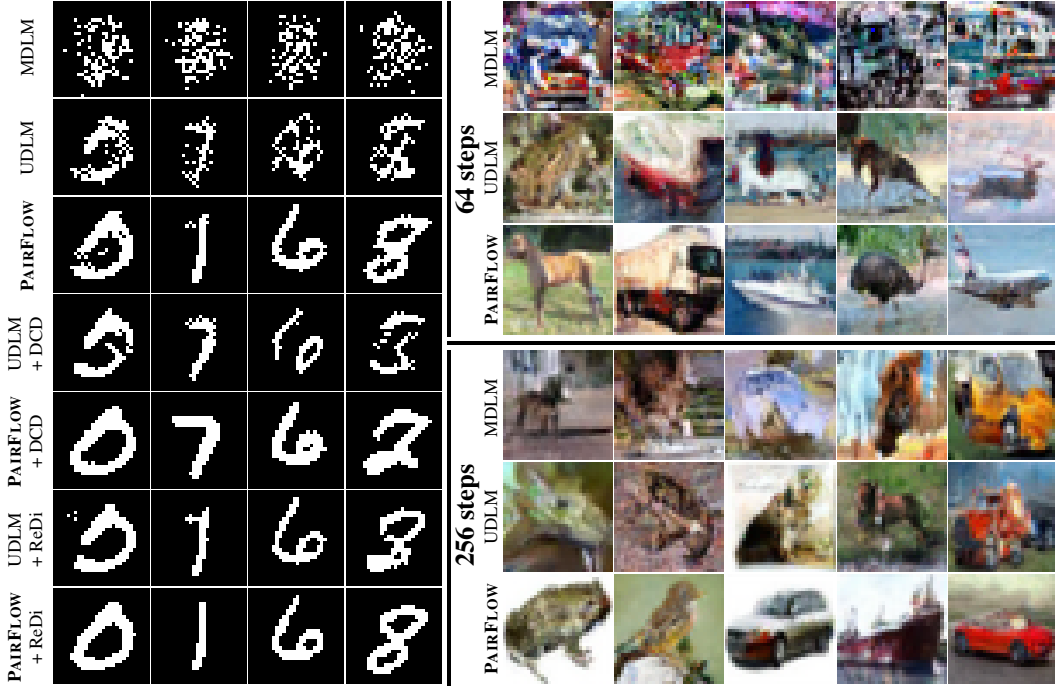 MDLM
UDLM
PAIRFLOW
UDLM
+ DCD
PAIRFLOW
+ DCD
UDLM
+ ReDi
PAIRFLOW
+ ReDi
64 steps
MDLM
UDLM
PAIRFLOW
256 steps
MDLM
UDLM
PAIRFLOW